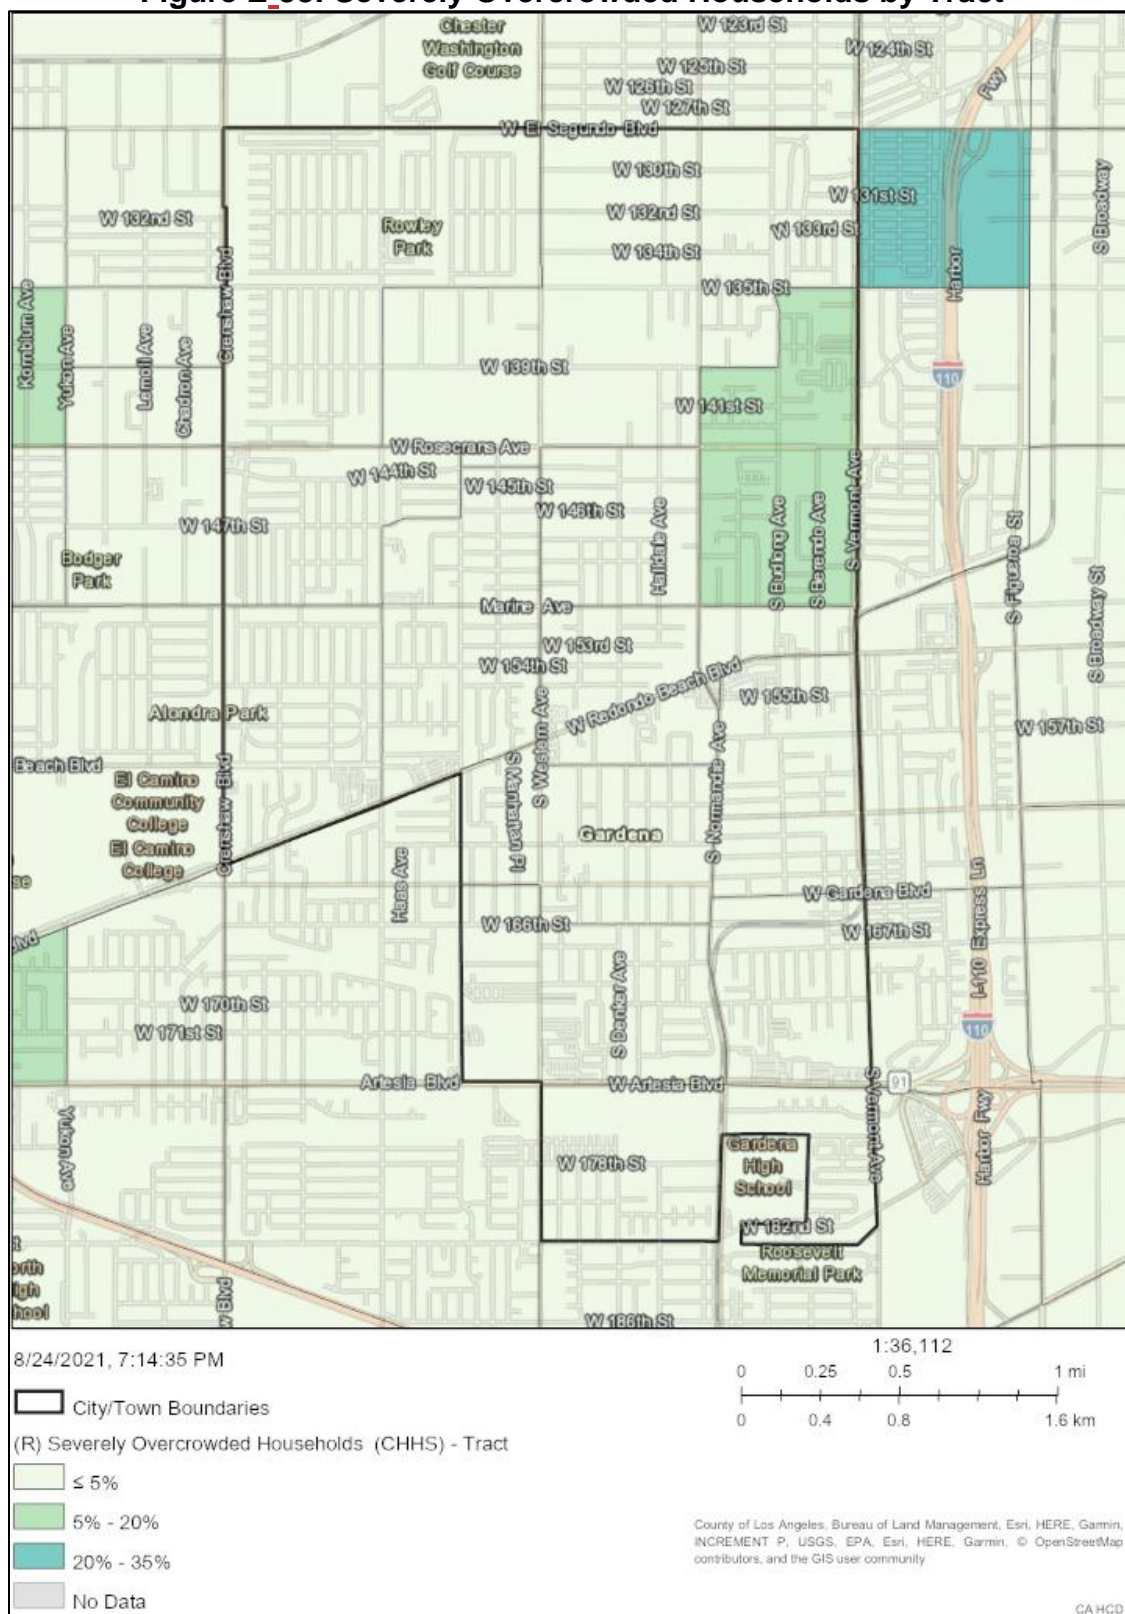 Severely Overcrowded Households by Tract
Chester
Washington
Golf Course
W 123rd St
W 124th St
W 125th St
W 126th St
W 127th St
Fwy
W El Segundo Blvd
W 130th St
W 131st St
W 132nd St
W 132nd St
W 133rd St
W 134th St
Rowley
Park
S Broadway
Crenshaw Blvd
Harbor
W 135th St
Kornblum Ave
Yukon Ave
Lemoli Ave
Chadron Ave
W 139th St
110
W 141st St
W Rosecrans Ave
W 144th St
W 145th St
W 146th St
W 147th St
Halldale Ave
S Budlong Ave
S Berendo Ave
S Vermont Ave
S Figueroa St
Bodger
Park
Marine Ave
S Broadway St
W 153rd St
W 154th St
W Redondo Beach Blvd
W 155th St
Alondra Park
W 157th St
S Western Ave
S Manhattan Pl
S Normandie Ave
Beach Blvd
El Camino
Community
College
El Camino
College
Crenshaw Blvd
Gardena
se
Haas Ave
W Gardena Blvd
W 166th St
W 167th St
lvd
I-110 Express Ln
S Denker Ave
W 170th St
W 171st St
110
Artesia Blvd
W Artesia Blvd
S Vermont Ave
91
Yukon Ave
Harbor Fwy
W 178th St
Gardena
High
School
W 182nd St
Roosevelt
Memorial Park
orth
igh
hool
w Blvd
W 186th St
8/24/2021, 7:14:35 PM
1:36,112
0 0.25 0.5 1 mi
0 0.4 0.8 1.6 km
City/Town Boundaries
(R) Severely Overcrowded Households (CHHS) - Tract
≤ 5%
5% - 20%
20% - 35%
No Data
County of Los Angeles, Bureau of Land Management, Esri, HERE, Garmin,
INCREMENT P, USGS, EPA, Esri, HERE, Garmin, © OpenStreetMap
contributors, and the GIS user community
CA HCD